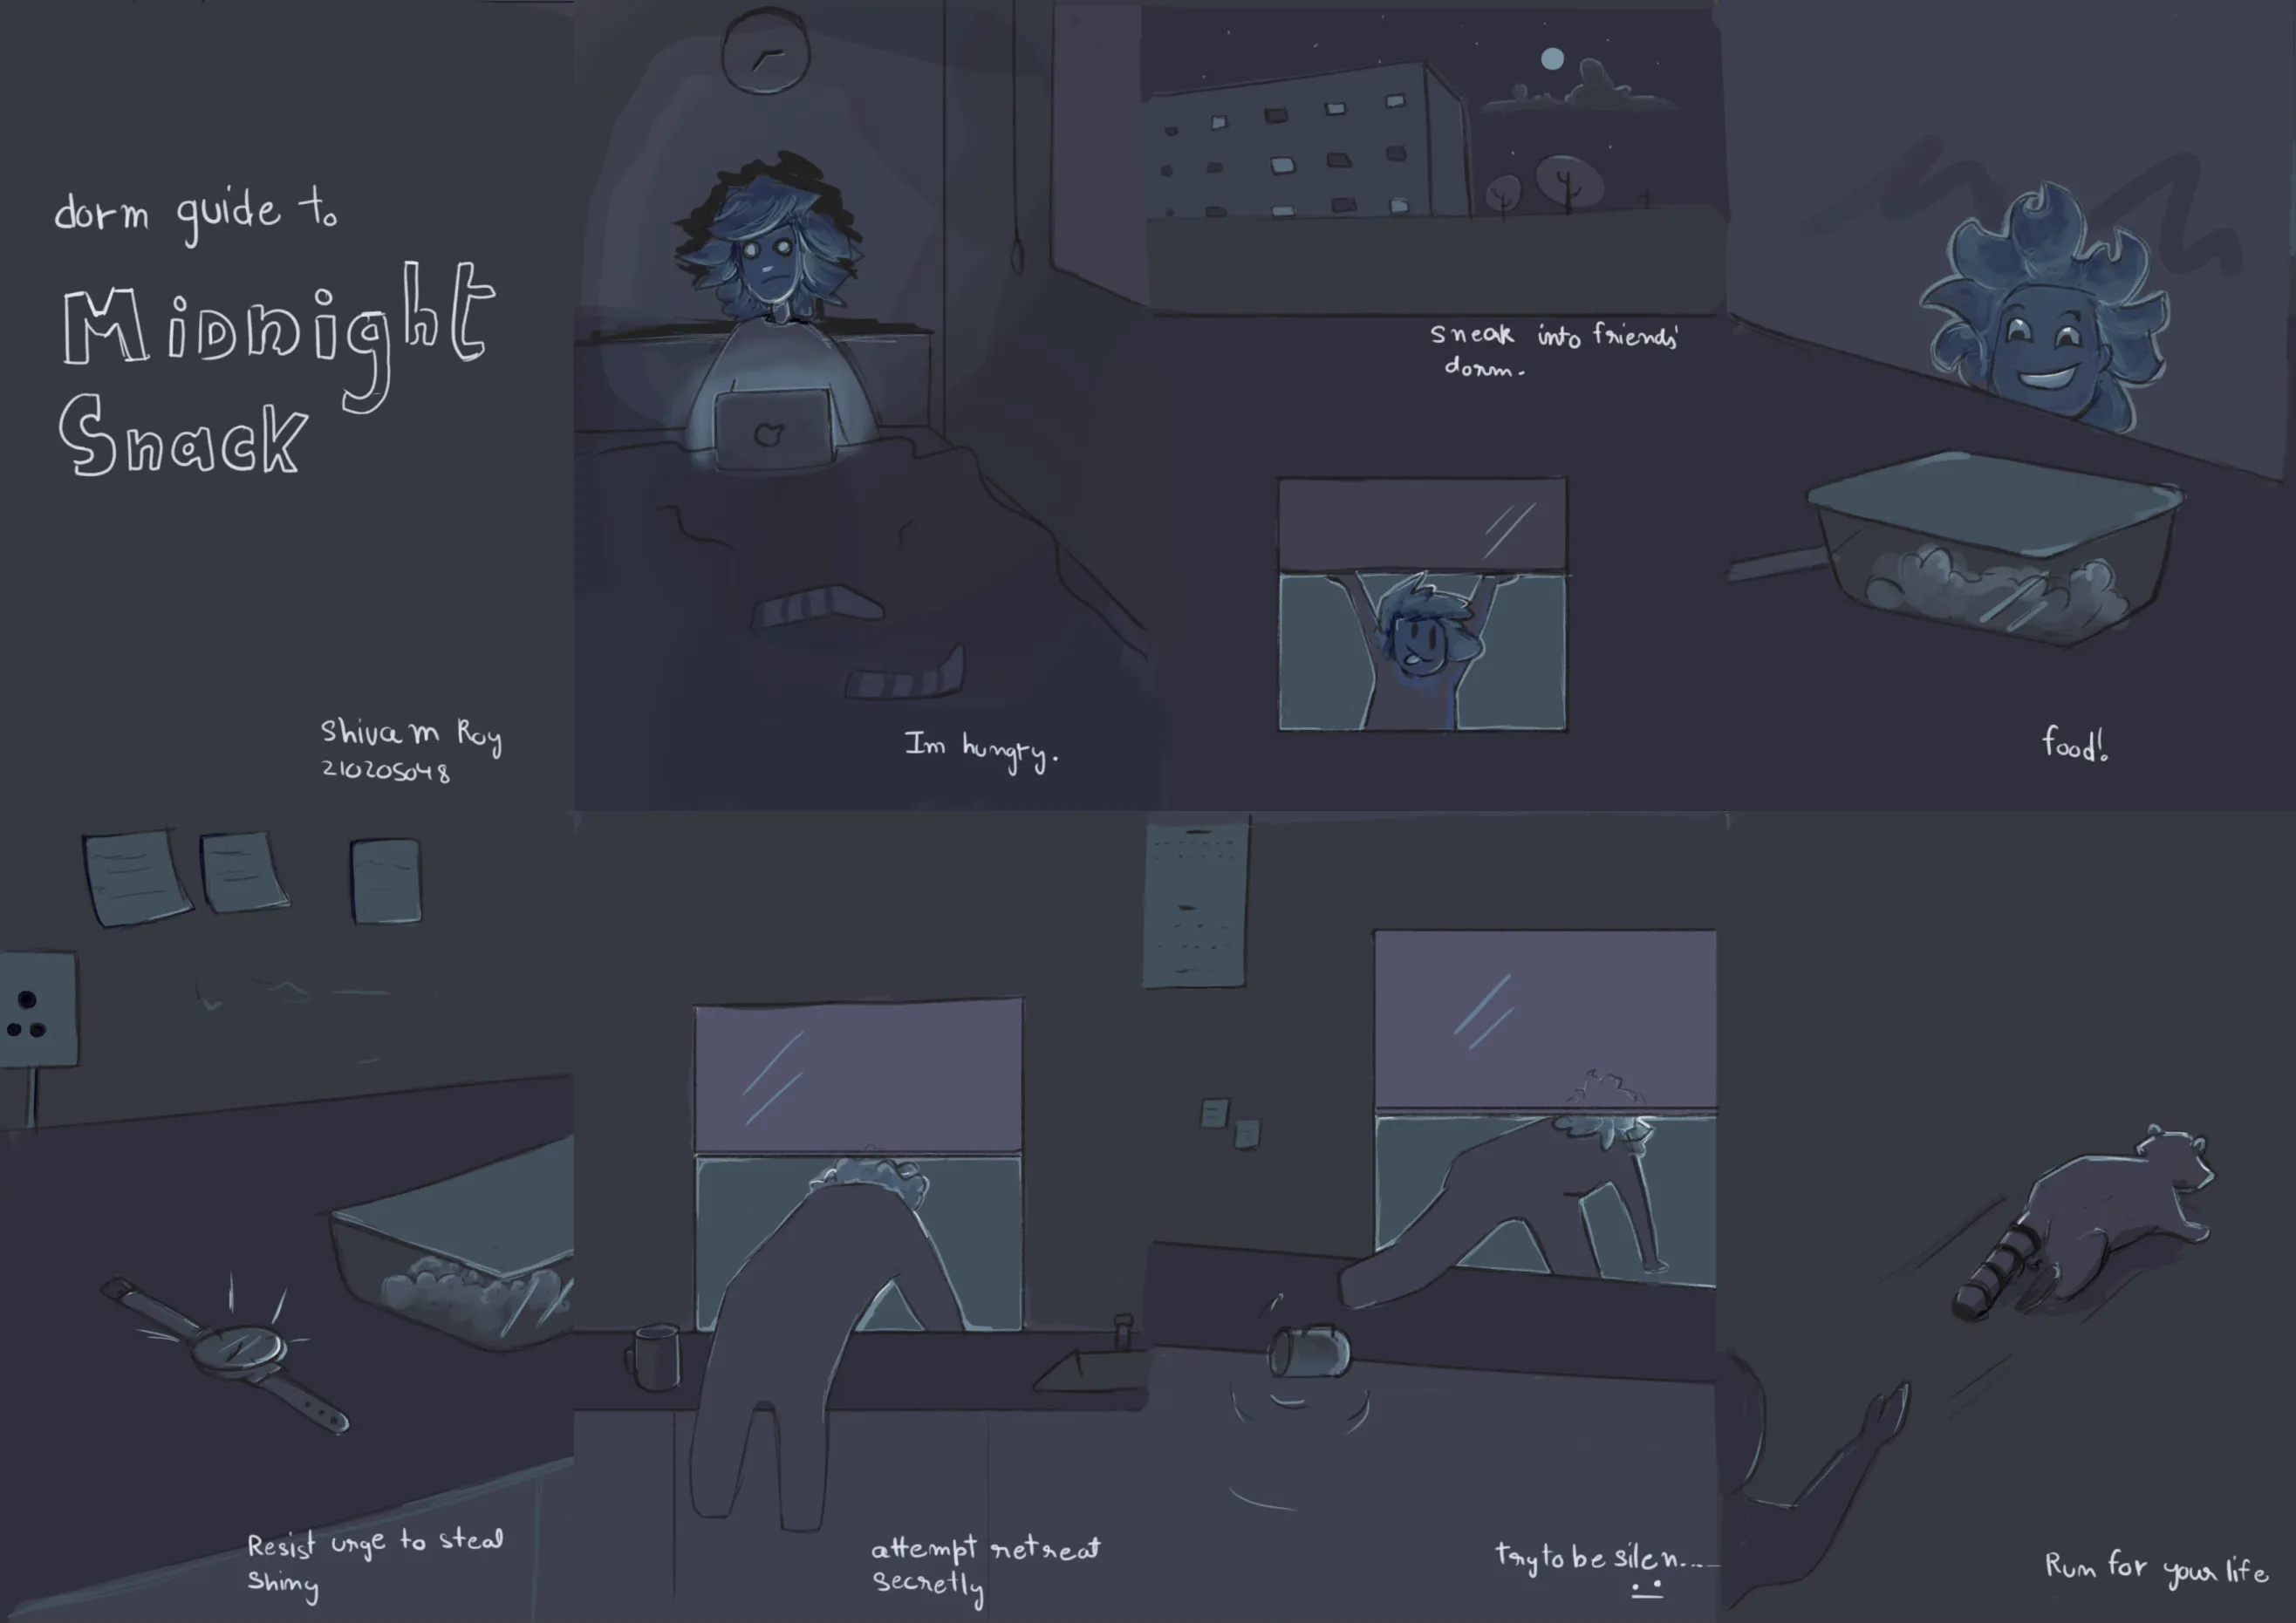 dorm guide to
Midnight
Snack
Shivam Roy
210205048
Im hungry.
sneak into friends'
dorm.
food!
Resist urge to steal
Shiny
attempt retreat
secretly
try to be silen....
Run for your life